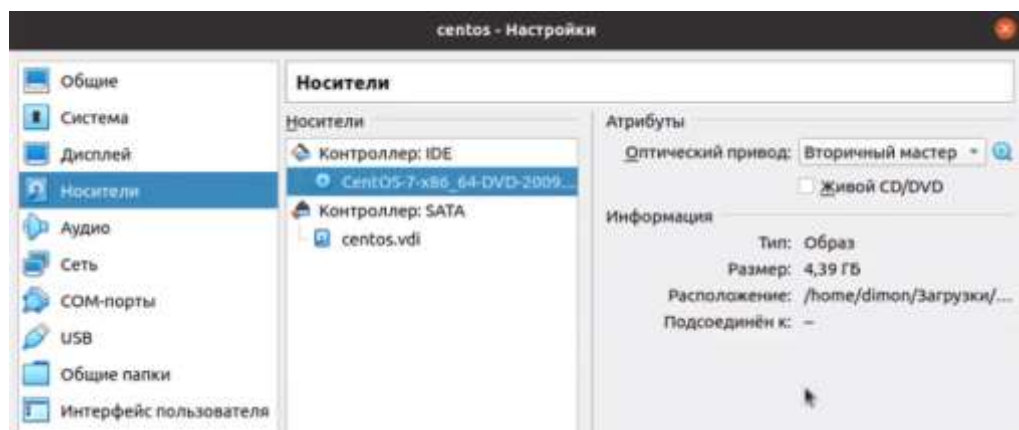 centos - Настройки
Общие
Система
Дисплей
Носители
Аудио
Сеть
COM-порты
USB
Общие папки
Интерфейс пользователя
Носители
Носители
Контроллер: IDE
CentOS-7-x86_64-DVD-2009...
Контроллер: SATA
centos.vdi
Атрибуты
Оптический привод: Вторичный мастер
Живой CD/DVD
Информация
Тип: Образ
Размер: 4,39 ГБ
Расположение: /home/dimon/Загрузки/...
Подсоединён к: --